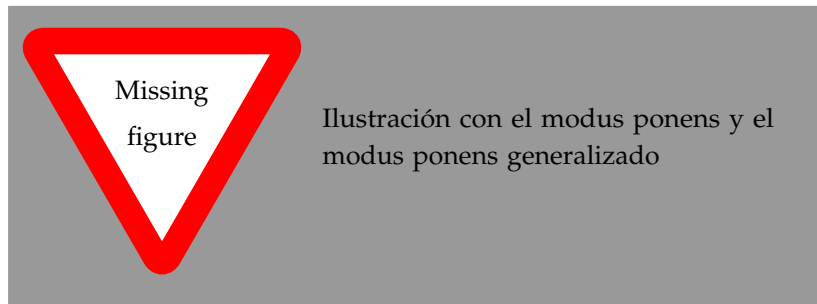 Missing
figure
Ilustración con el modus ponens y el
modus ponens generalizado